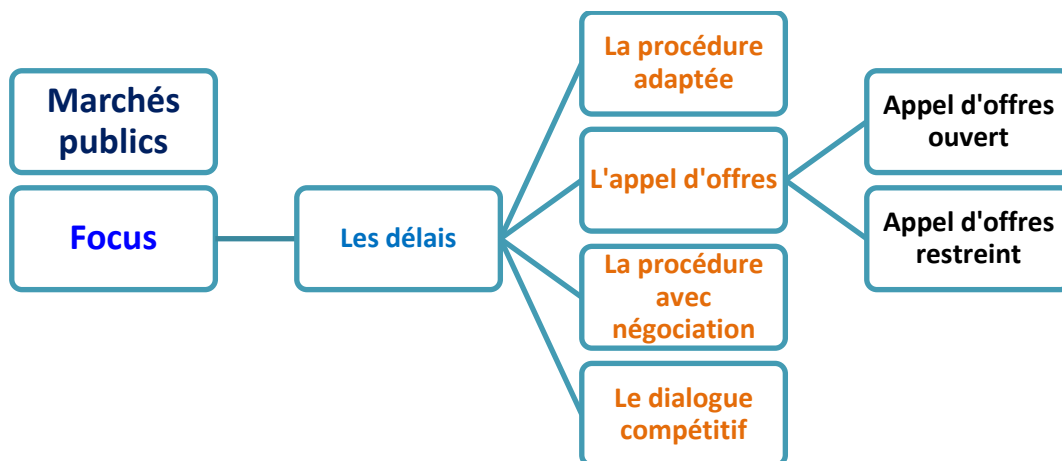 Marchés
publics
Focus
Les délais
La procédure
adaptée
L'appel d'offres
La procédure
avec
négociation
Le dialogue
compétitif
Appel d'offres
ouvert
Appel d'offres
restreint